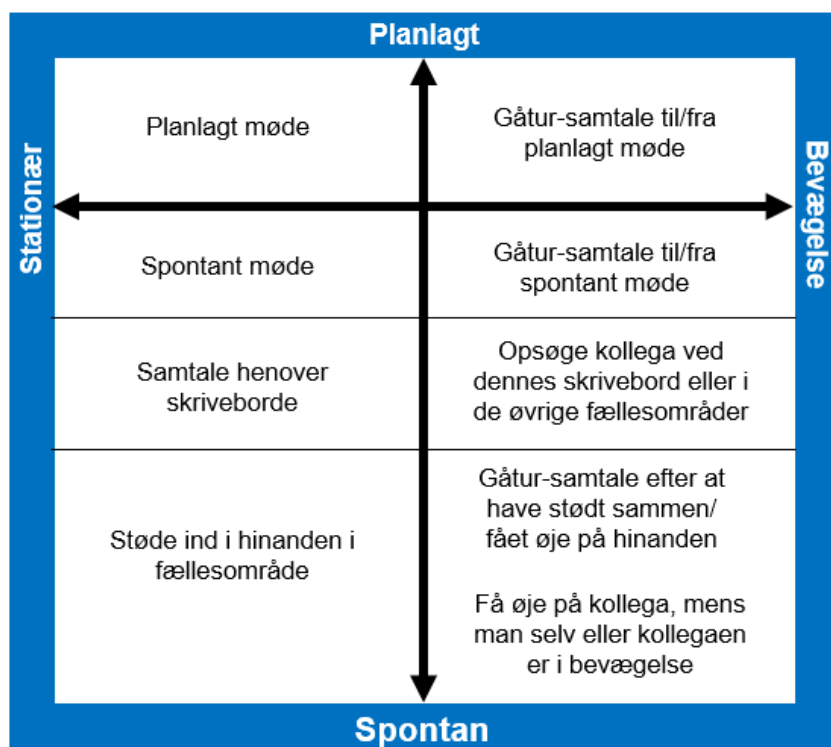 Planlagt
Stationær
Bevægelse
Planlagt møde
Gåtur-samtale til/fra
planlagt møde
Spontant møde
Gåtur-samtale til/fra
spontant møde
Samtale henover
skriveborde
Opsøge kollega ved
dennes skrivebord eller i
de øvrige fællesområder
Støde ind i hinanden i
fællesområde
Gåtur-samtale efter at
have stødt sammen/
fået øje på hinanden
Få øje på kollega, mens
man selv eller kollegaen
er i bevægelse
Spontan